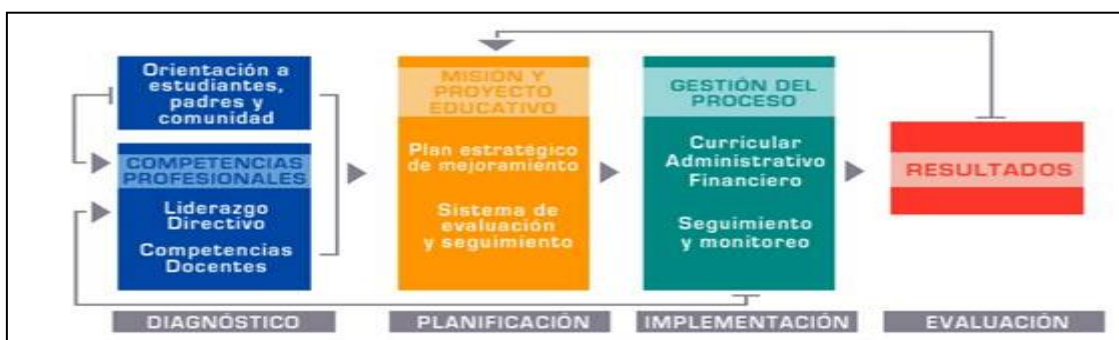 Orientación a
estudiantes,
padres y
comunidad
COMPETENCIAS
PROFESIONALES
Liderazgo
Directivo
Competencias
Docentes
MISIÓN Y
PROYECTO
EDUCATIVO
Plan estratégico
de mejoramiento
Sistema de
evaluación
y seguimiento
GESTIÓN DEL
PROCESO
Curricular
Administrativo
Financiero
Seguimiento
y monitoreo
RESULTADOS
DIAGNÓSTICO
PLANIFICACIÓN
IMPLEMENTACIÓN
EVALUACIÓN